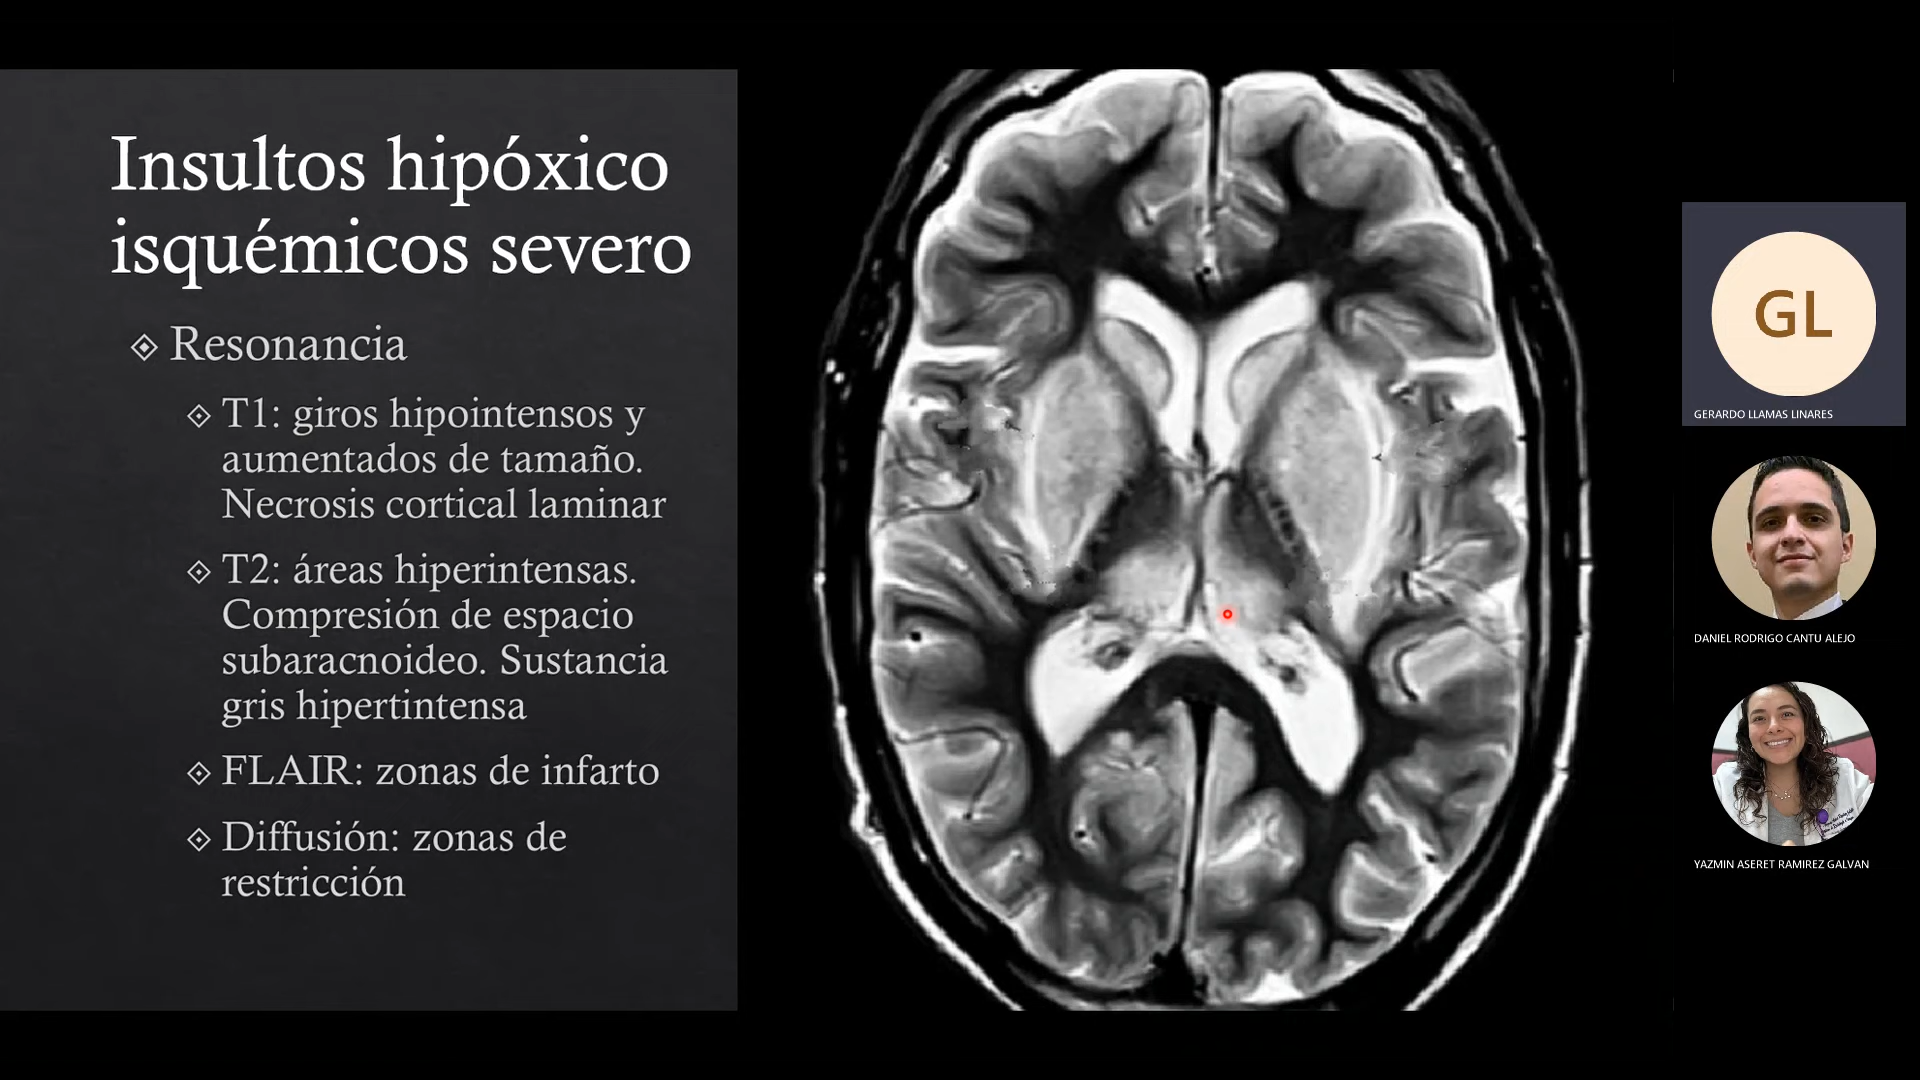 Insultos hipóxico
isquémicos severo
Resonancia
T1: giros hipointensos y
aumentados de tamaño.
Necrosis cortical laminar
T2: áreas hiperintensas.
Compresión de espacio
subaracnoideo. Sustancia
gris hipertintensa
FLAIR: zonas de infarto
Diffusión: zonas de
restricción
GL
GERARDO LLAMAS LINARES
DANIEL RODRIGO CANTU ALEJO
YAZMIN ASERET RAMIREZ GALVAN